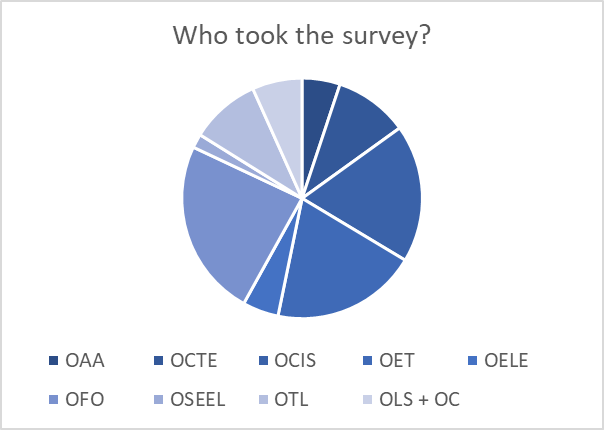 Who took the survey?
OAA OCTE OCIS OET OELE
OFO OSEEL OTL OLS + OC